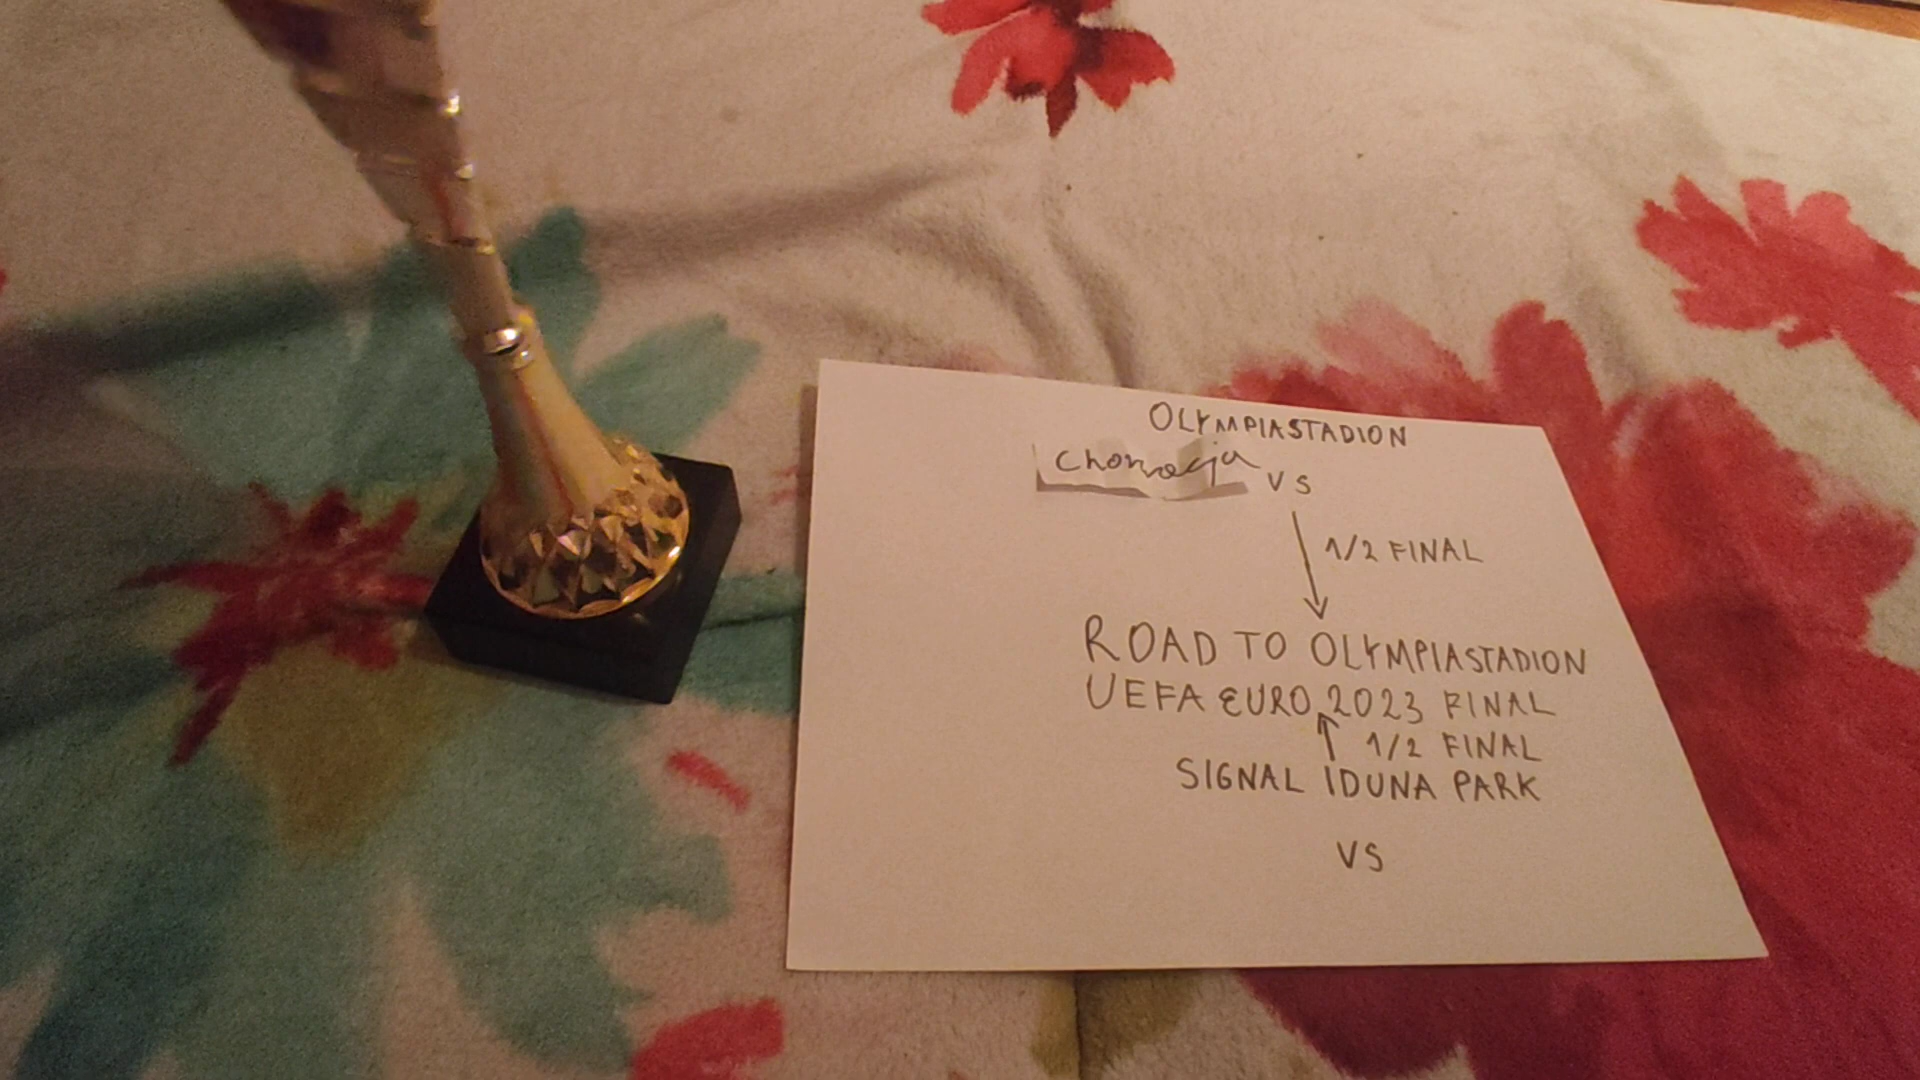 OLYMPIASTADION
Chorwacja VS
1/2 FINAL
ROAD TO OLYMPIASTADION
UEFA EURO 2023 FINAL
1/2 FINAL
SIGNAL IDUNA PARK
VS